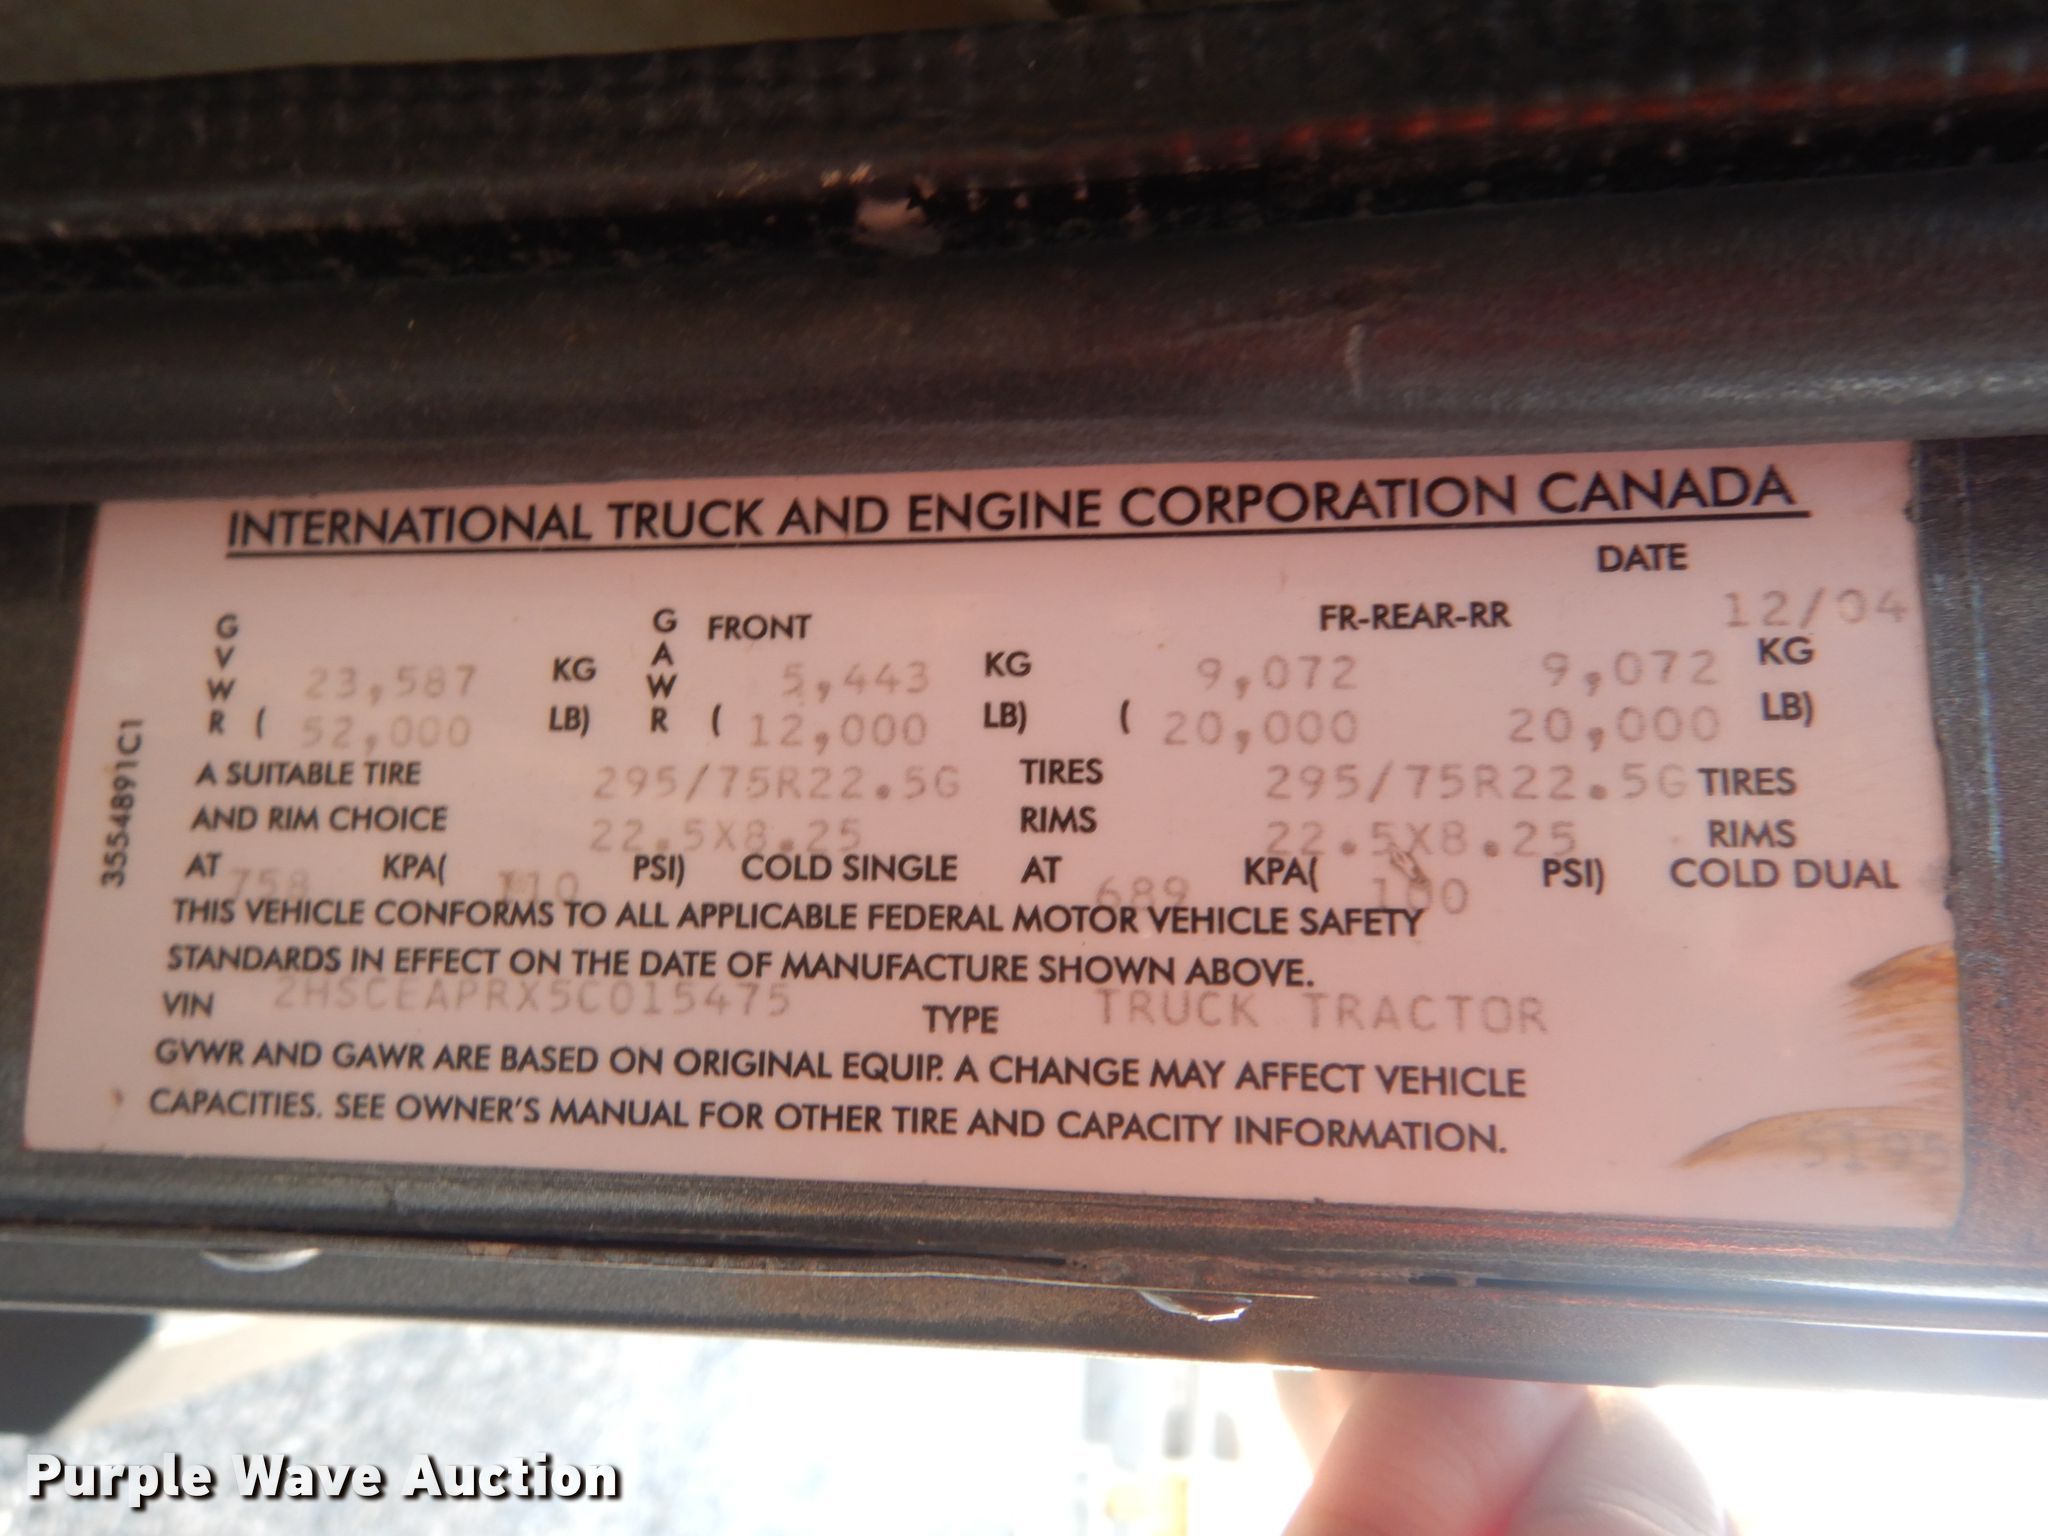 INTERNATIONAL TRUCK AND ENGINE CORPORATION CANADA
DATE
12/04
GVWR 23,587 KG GAWR FRONT 5,443 KG FR-REAR-RR 9,072 9,072 KG
( 52,000 LB) ( 12,000 LB) ( 20,000 20,000 LB)
A SUITABLE TIRE 295/75R22.5G TIRES 295/75R22.5G TIRES
AND RIM CHOICE 22.5X8.25 RIMS 22.5X8.25 RIMS
AT 758 KPA( 110 PSI) COLD SINGLE AT 689 KPA( 100 PSI) COLD DUAL
THIS VEHICLE CONFORMS TO ALL APPLICABLE FEDERAL MOTOR VEHICLE SAFETY
STANDARDS IN EFFECT ON THE DATE OF MANUFACTURE SHOWN ABOVE.
VIN 2HSCEAPRX5C015475 TYPE TRUCK TRACTOR
GVWR AND GAWR ARE BASED ON ORIGINAL EQUIP. A CHANGE MAY AFFECT VEHICLE
CAPACITIES. SEE OWNER'S MANUAL FOR OTHER TIRE AND CAPACITY INFORMATION.
5195
3554891C1
Purple Wave Auction